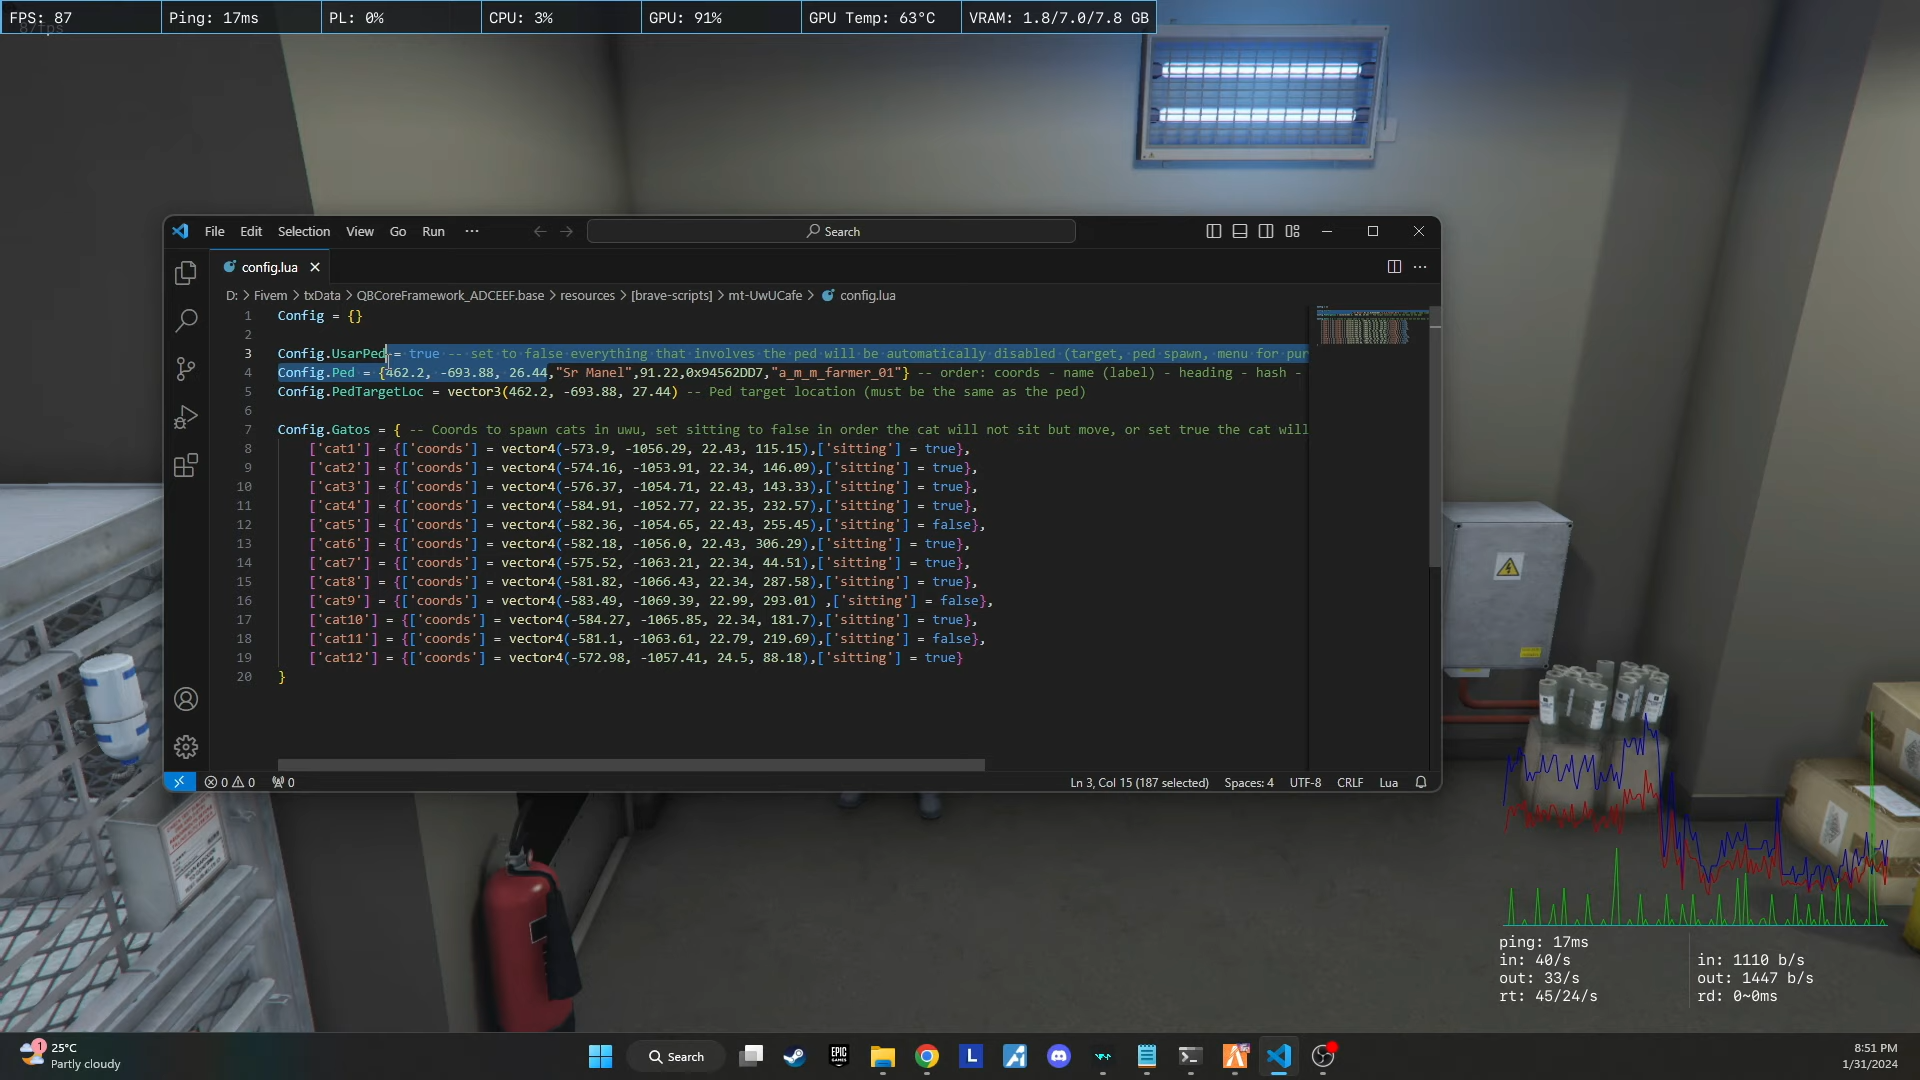 FPS: 87
Ping: 17ms
PL: 0%
CPU: 3%
GPU: 91%
GPU Temp: 63°C
VRAM: 1.8/7.0/7.8 GB
87fps
File Edit Selection View Go Run ···
Search
config.lua
D: > Fivem > txData > QBCoreFramework_ADCEEF.base > resources > [brave-scripts] > mt-UwUCafe > config.lua
1 Config = {}
2
3 Config.UsarPed = true -- set to false everything that involves the ped will be automatically disabled (target, ped spawn, menu for pur
4 Config.Ped = {462.2, -693.88, 26.44,"Sr Manel",91.22,0x94562DD7,"a_m_m_farmer_01"} -- order: coords - name (label) - heading - hash -
5 Config.PedTargetLoc = vector3(462.2, -693.88, 27.44) -- Ped target location (must be the same as the ped)
6
7 Config.Gatos = { -- Coords to spawn cats in uwu, set sitting to false in order the cat will not sit but move, or set true the cat will
8 ['cat1'] = {['coords'] = vector4(-573.9, -1056.29, 22.43, 115.15),['sitting'] = true},
9 ['cat2'] = {['coords'] = vector4(-574.16, -1053.91, 22.34, 146.09),['sitting'] = true},
10 ['cat3'] = {['coords'] = vector4(-576.37, -1054.71, 22.43, 143.33),['sitting'] = true},
11 ['cat4'] = {['coords'] = vector4(-584.91, -1052.77, 22.35, 232.57),['sitting'] = true},
12 ['cat5'] = {['coords'] = vector4(-582.36, -1054.65, 22.43, 255.45),['sitting'] = false},
13 ['cat6'] = {['coords'] = vector4(-582.18, -1056.0, 22.43, 306.29),['sitting'] = true},
14 ['cat7'] = {['coords'] = vector4(-575.52, -1063.21, 22.34, 44.51),['sitting'] = true},
15 ['cat8'] = {['coords'] = vector4(-581.82, -1066.43, 22.34, 287.58),['sitting'] = true},
16 ['cat9'] = {['coords'] = vector4(-583.49, -1069.39, 22.99, 293.01) ,['sitting'] = false},
17 ['cat10'] = {['coords'] = vector4(-584.27, -1065.85, 22.34, 181.7),['sitting'] = true},
18 ['cat11'] = {['coords'] = vector4(-581.1, -1063.61, 22.79, 219.69),['sitting'] = false},
19 ['cat12'] = {['coords'] = vector4(-572.98, -1057.41, 24.5, 88.18),['sitting'] = true}
20 }
0 0 0
Ln 3, Col 15 (187 selected)
Spaces: 4
UTF-8
CRLF
Lua
ping: 17ms
in: 40/s
in: 1110 b/s
out: 33/s
out: 1447 b/s
rt: 45/24/s
rd: 0~0ms
1
25°C
Partly cloudy
Search
EPIC GAMES
L
8:51 PM
1/31/2024